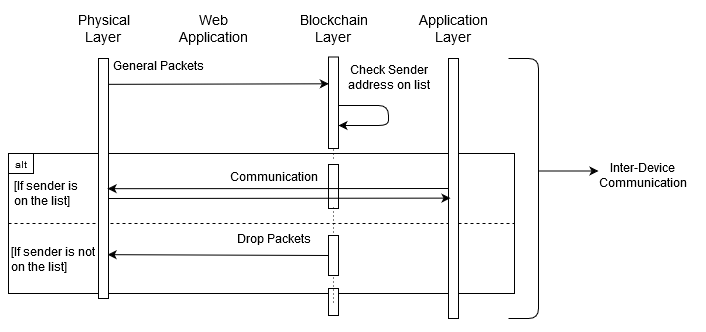 Physical
Layer
Web
Application
Blockchain
Layer
Application
Layer
General Packets
Check Sender
address on list
alt
[If sender is
on the list]
Communication
Inter-Device
Communication
[If sender is not
on the list]
Drop Packets